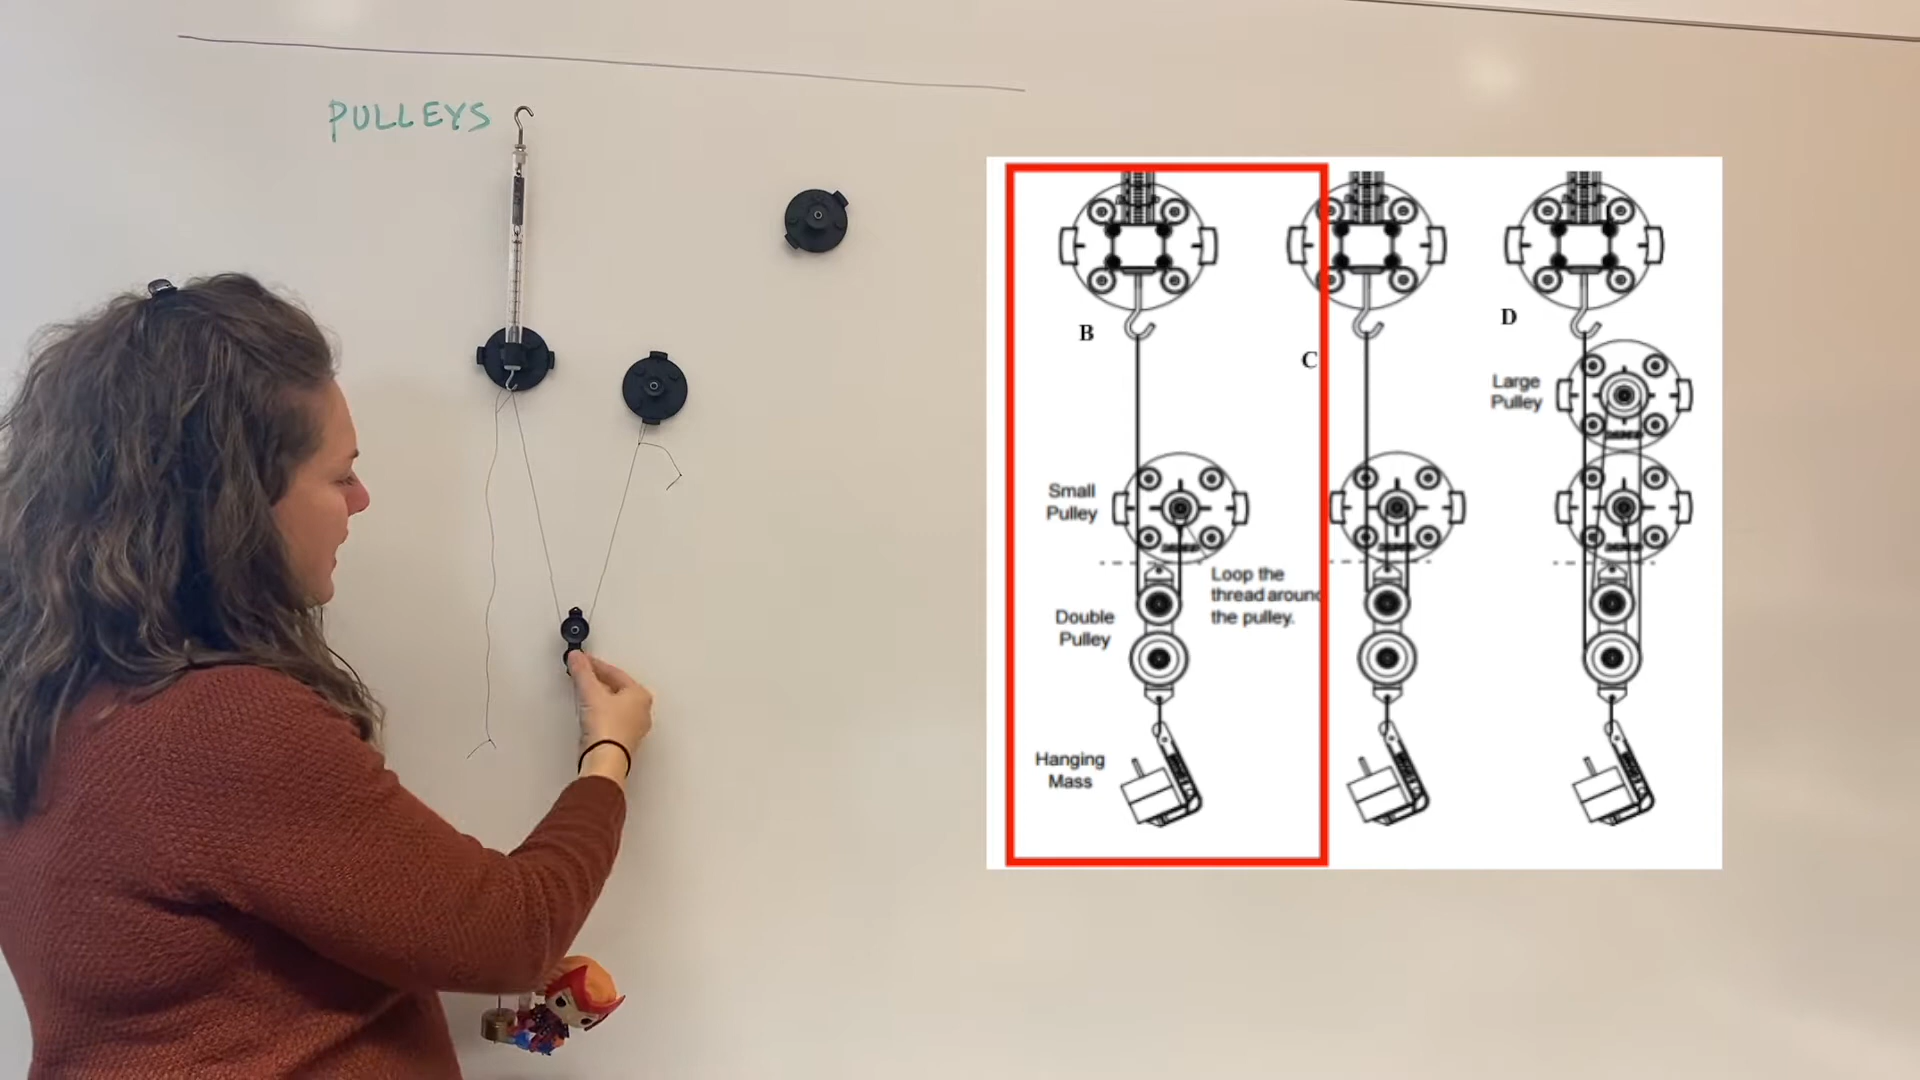 PULLEYS
B
C
D
Large
Pulley
Small
Pulley
Loop the
thread around
the pulley.
Double
Pulley
Hanging
Mass